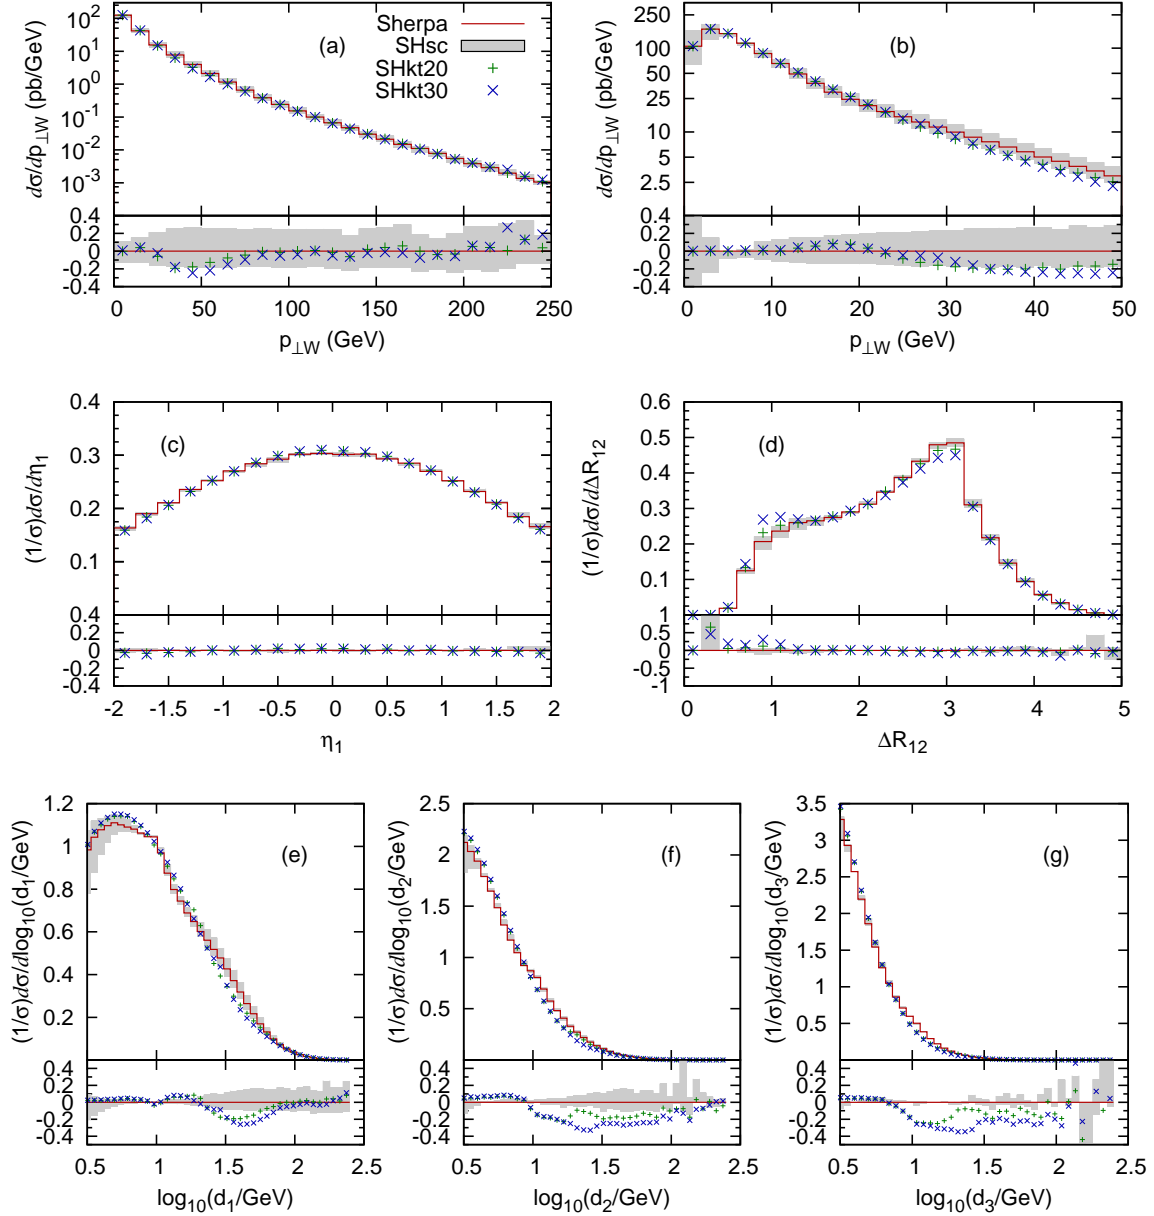 Sherpa
SHsc
SHkt20
SHkt30
(a)
dσ/dp⊥W (pb/GeV)
10^2
10^1
10^0
10^-1
10^-2
10^-3
0.4
0.2
0
-0.2
-0.4
0 50 100 150 200 250
p⊥W (GeV)
(b)
dσ/dp⊥W (pb/GeV)
250
100
50
25
10
5
2.5
0.4
0.2
0
-0.2
-0.4
0 10 20 30 40 50
p⊥W (GeV)
(c)
(1/σ)dσ/dη1
0.4
0.3
0.2
0.1
0.4
0.2
0
-0.2
-0.4
-2 -1.5 -1 -0.5 0 0.5 1 1.5 2
η1
(d)
(1/σ)dσ/dΔR12
0.6
0.5
0.4
0.3
0.2
0.1
1
0.5
0
-0.5
-1
0 1 2 3 4 5
ΔR12
(e)
(1/σ)dσ/dlog10(d1/GeV)
1.2
1
0.8
0.6
0.4
0.2
0.4
0.2
0
-0.2
-0.4
0.5 1 1.5 2 2.5
log10(d1/GeV)
(f)
(1/σ)dσ/dlog10(d2/GeV)
2.5
2
1.5
1
0.5
0.4
0.2
0
-0.2
-0.4
0.5 1 1.5 2 2.5
log10(d2/GeV)
(g)
(1/σ)dσ/dlog10(d3/GeV)
3.5
3
2.5
2
1.5
1
0.5
0.4
0.2
0
-0.2
-0.4
0.5 1 1.5 2 2.5
log10(d3/GeV)